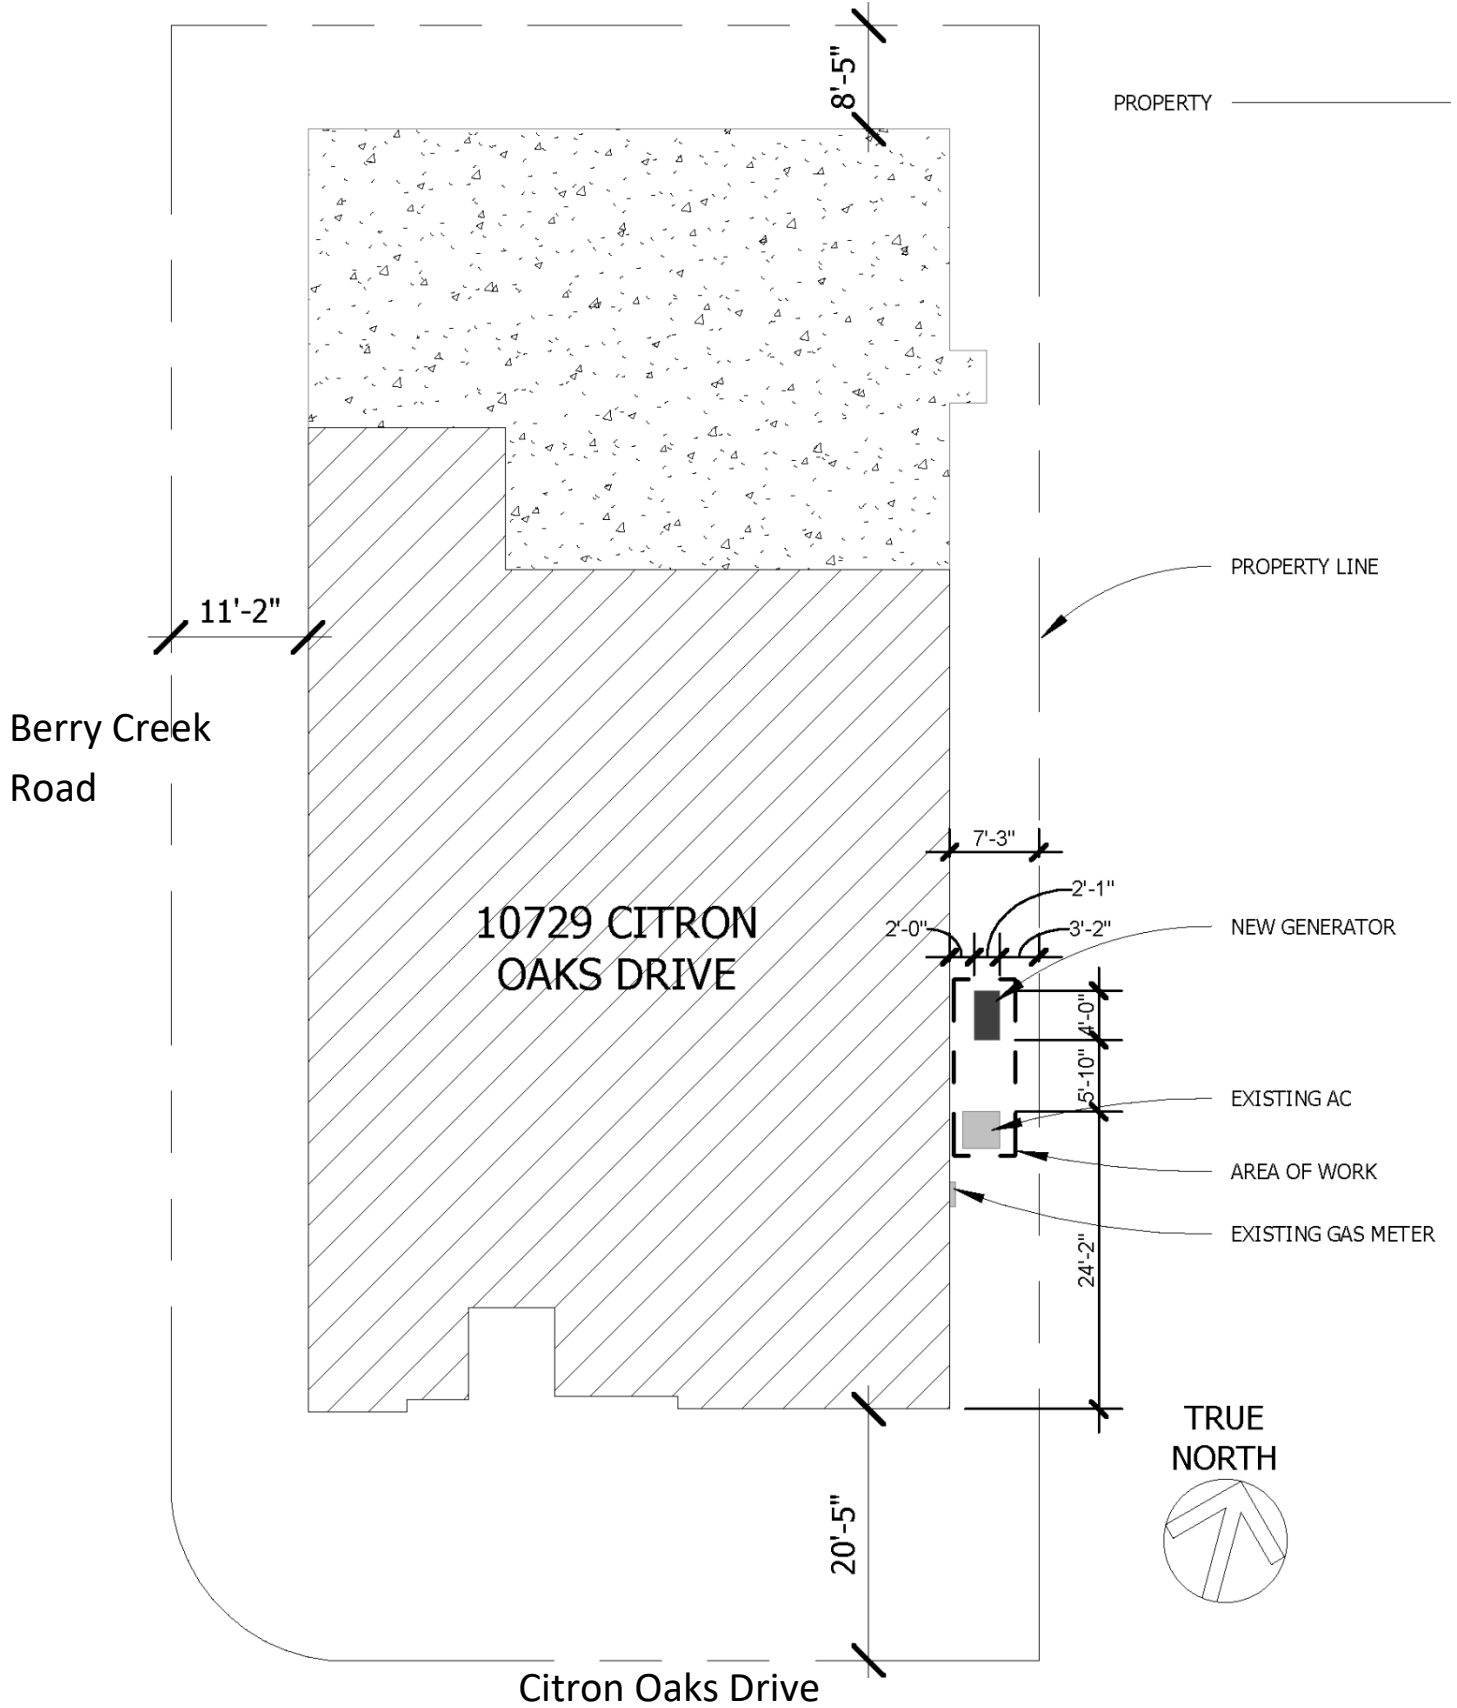 8'-5"
PROPERTY
PROPERTY LINE
11'-2"
Berry Creek
Road
7'-3"
2'-1"
2'-0"
3'-2"
NEW GENERATOR
10729 CITRON
OAKS DRIVE
4'-0"
5'-10"
EXISTING AC
AREA OF WORK
EXISTING GAS METER
24'-2"
TRUE
NORTH
20'-5"
Citron Oaks Drive